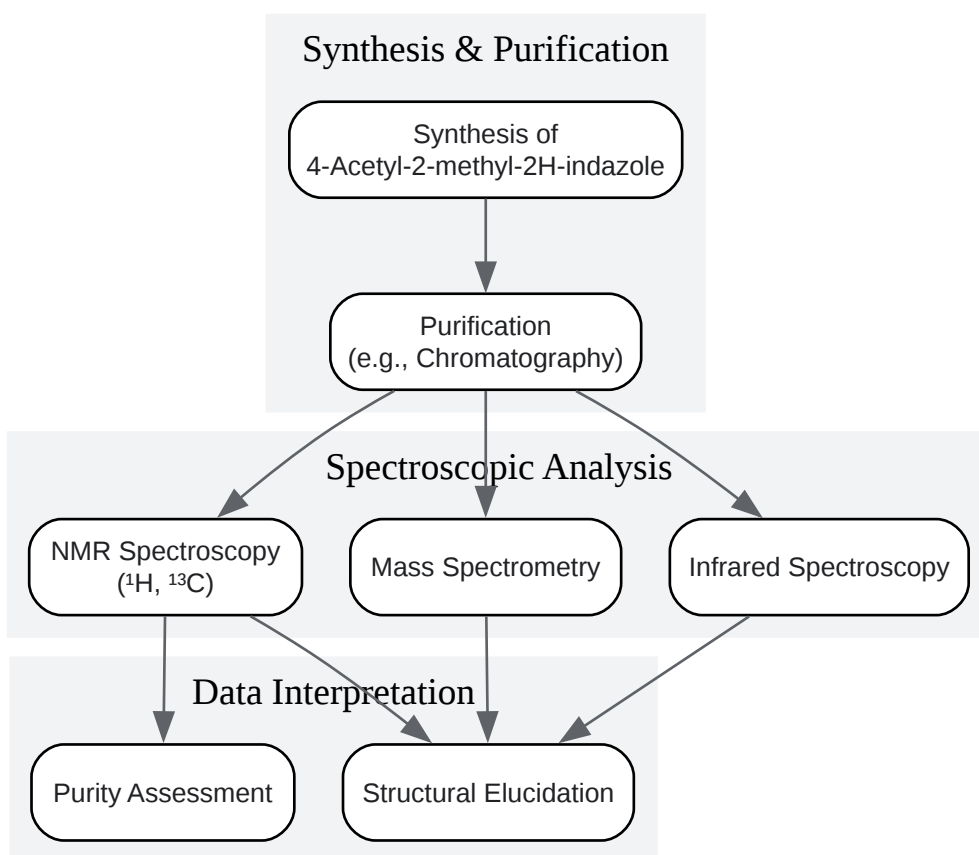 Synthesis & Purification
Synthesis of
4-Acetyl-2-methyl-2H-indazole
Purification
(e.g., Chromatography)
Spectroscopic Analysis
NMR Spectroscopy
(¹H, ¹³C)
Mass Spectrometry
Infrared Spectroscopy
Data Interpretation
Purity Assessment
Structural Elucidation